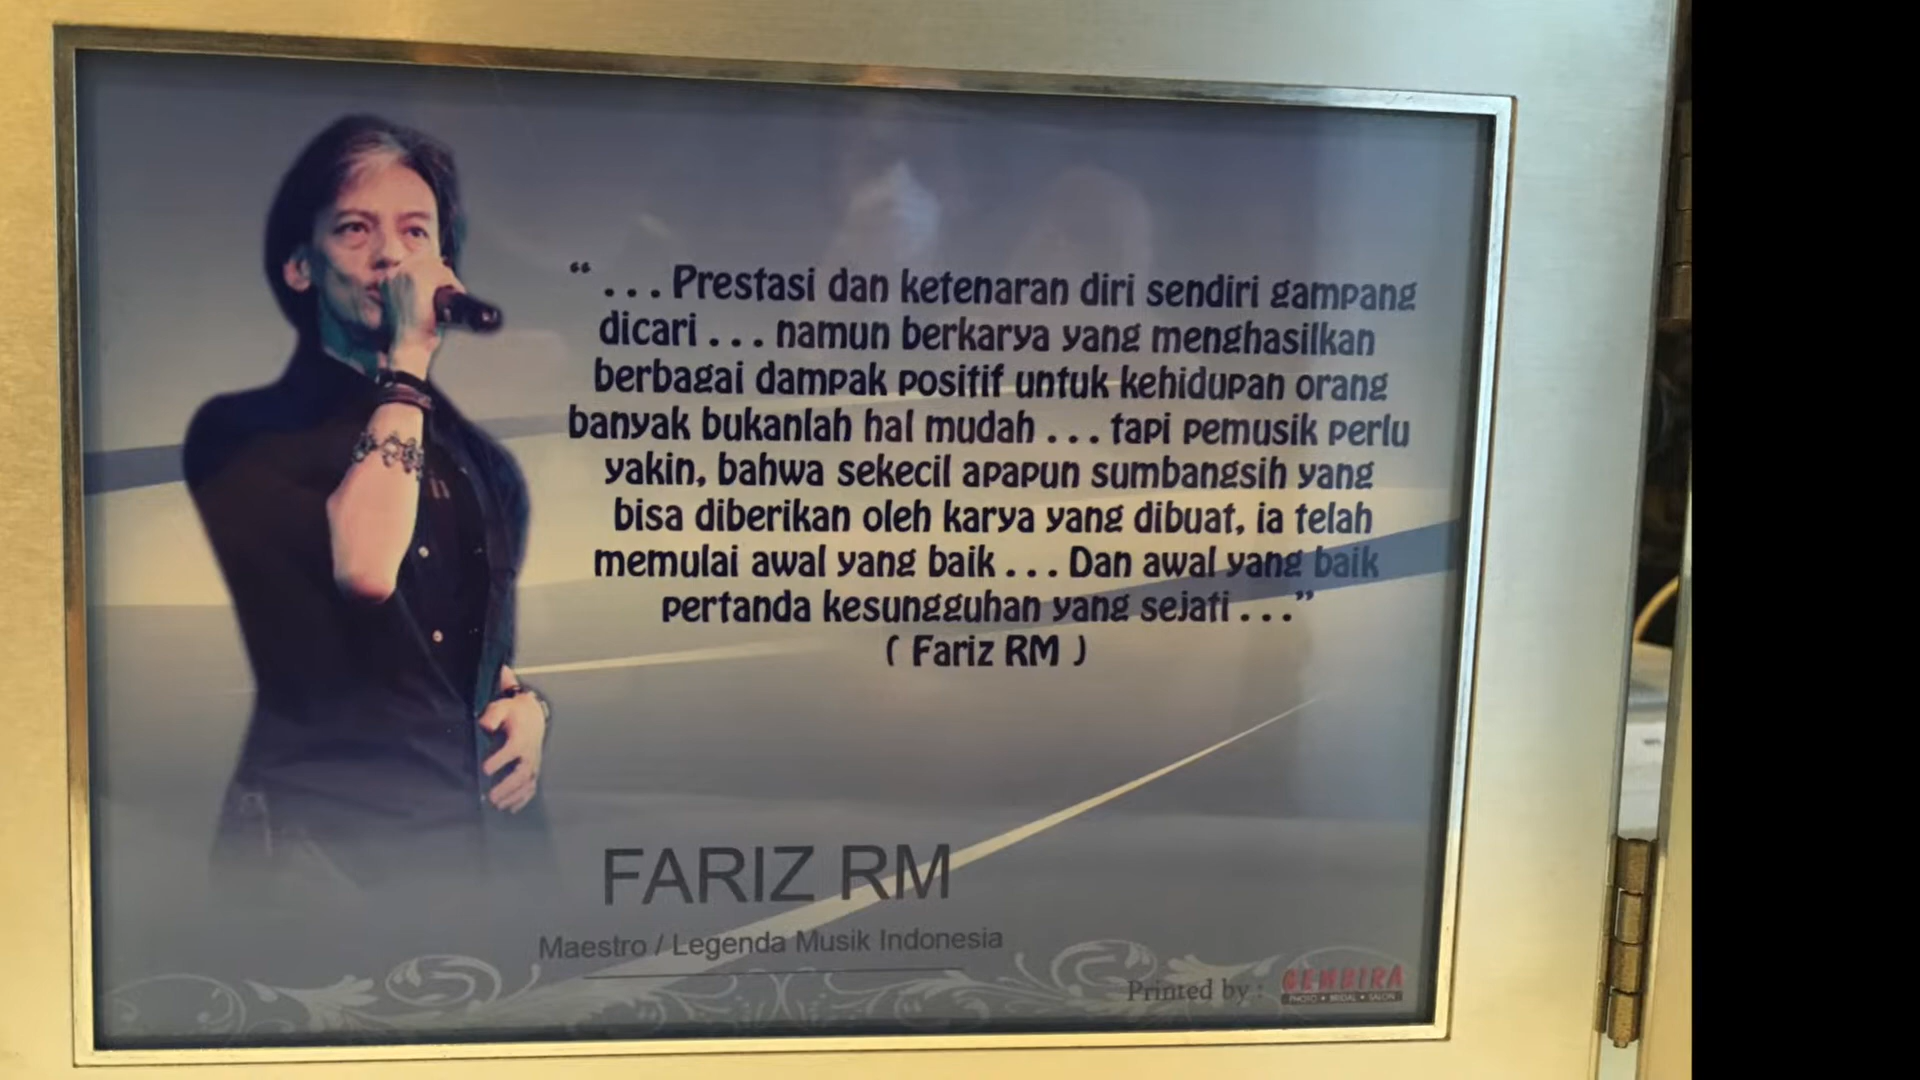 “ . . . Prestasi dan ketenaran diri sendiri gampang
dicari . . . namun berkarya yang menghasilkan
berbagai dampak positif untuk kehidupan orang
banyak bukanlah hal mudah . . . tapi pemusik perlu
yakin, bahwa sekecil apapun sumbangsih yang
bisa diberikan oleh karya yang dibuat, ia telah
memulai awal yang baik . . . Dan awal yang baik
pertanda kesungguhan yang sejati . . .”
( Fariz RM )
FARIZ RM
Maestro / Legenda Musik Indonesia
Printed by : GEMBIRA
PHOTO • BRIDAL • SALON